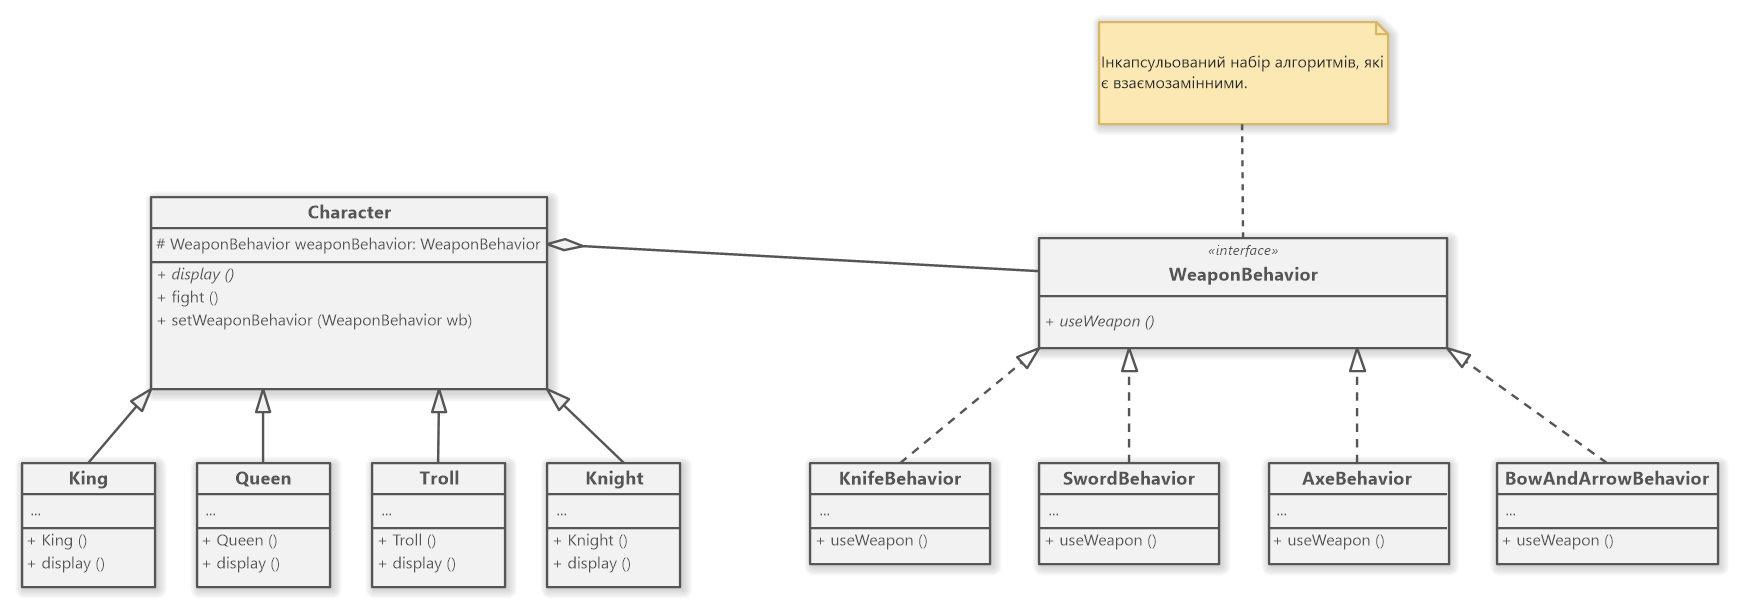 Інкапсульований набір алгоритмів, які
є взаємозамінними.
Character
# WeaponBehavior weaponBehavior: WeaponBehavior
+ display ()
+ fight ()
+ setWeaponBehavior (WeaponBehavior wb)
«interface»
WeaponBehavior
+ useWeapon ()
King
...
+ King ()
+ display ()
Queen
...
+ Queen ()
+ display ()
Troll
...
+ Troll ()
+ display ()
Knight
...
+ Knight ()
+ display ()
KnifeBehavior
...
+ useWeapon ()
SwordBehavior
...
+ useWeapon ()
AxeBehavior
...
+ useWeapon ()
BowAndArrowBehavior
...
+ useWeapon ()